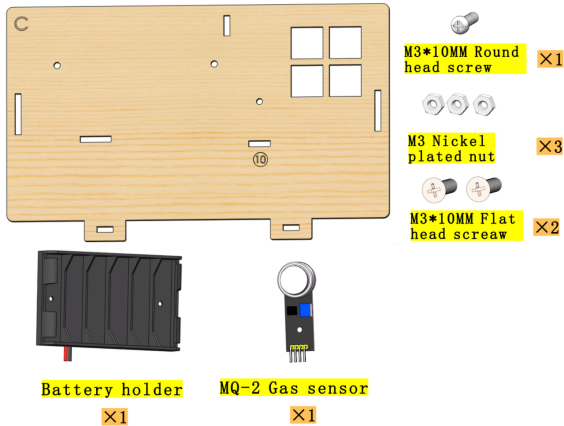 C
M3*10MM Round
head screw
×1
M3 Nickel
plated nut
×3
10
M3*10MM Flat
head screaw
×2
Battery holder
×1
MQ-2 Gas sensor
×1